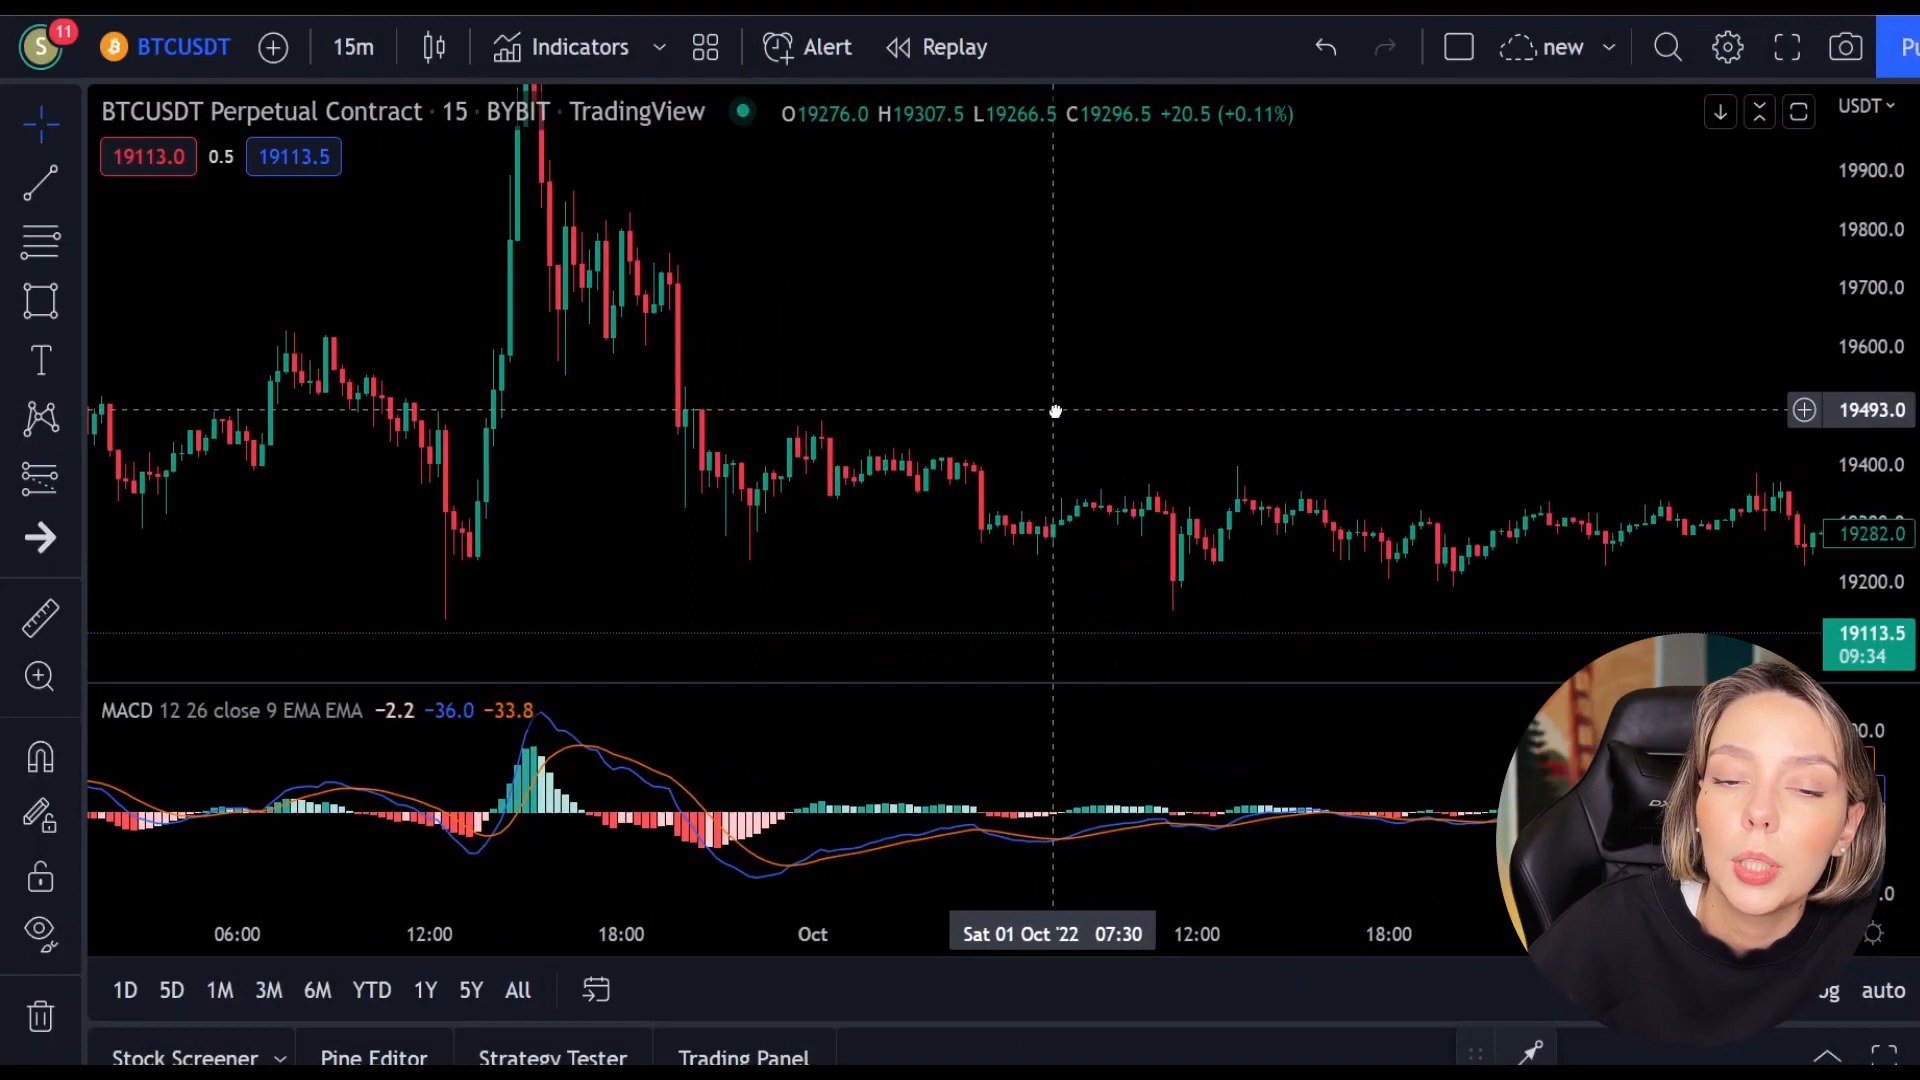 S 11 BTCUSDT 15m Indicators Alert Replay new
BTCUSDT Perpetual Contract · 15 · BYBIT · TradingView O19276.0 H19307.5 L19266.5 C19296.5 +20.5 (+0.11%) USDT
19113.0 0.5 19113.5
19900.0
19800.0
19700.0
19600.0
19493.0
19400.0
19282.0
19200.0
19113.5
09:34
MACD 12 26 close 9 EMA EMA −2.2 −36.0 −33.8
06:00 12:00 18:00 Oct Sat 01 Oct '22 07:30 12:00 18:00
1D 5D 1M 3M 6M YTD 1Y 5Y All auto
Stock Screener Pine Editor Strategy Tester Trading Panel